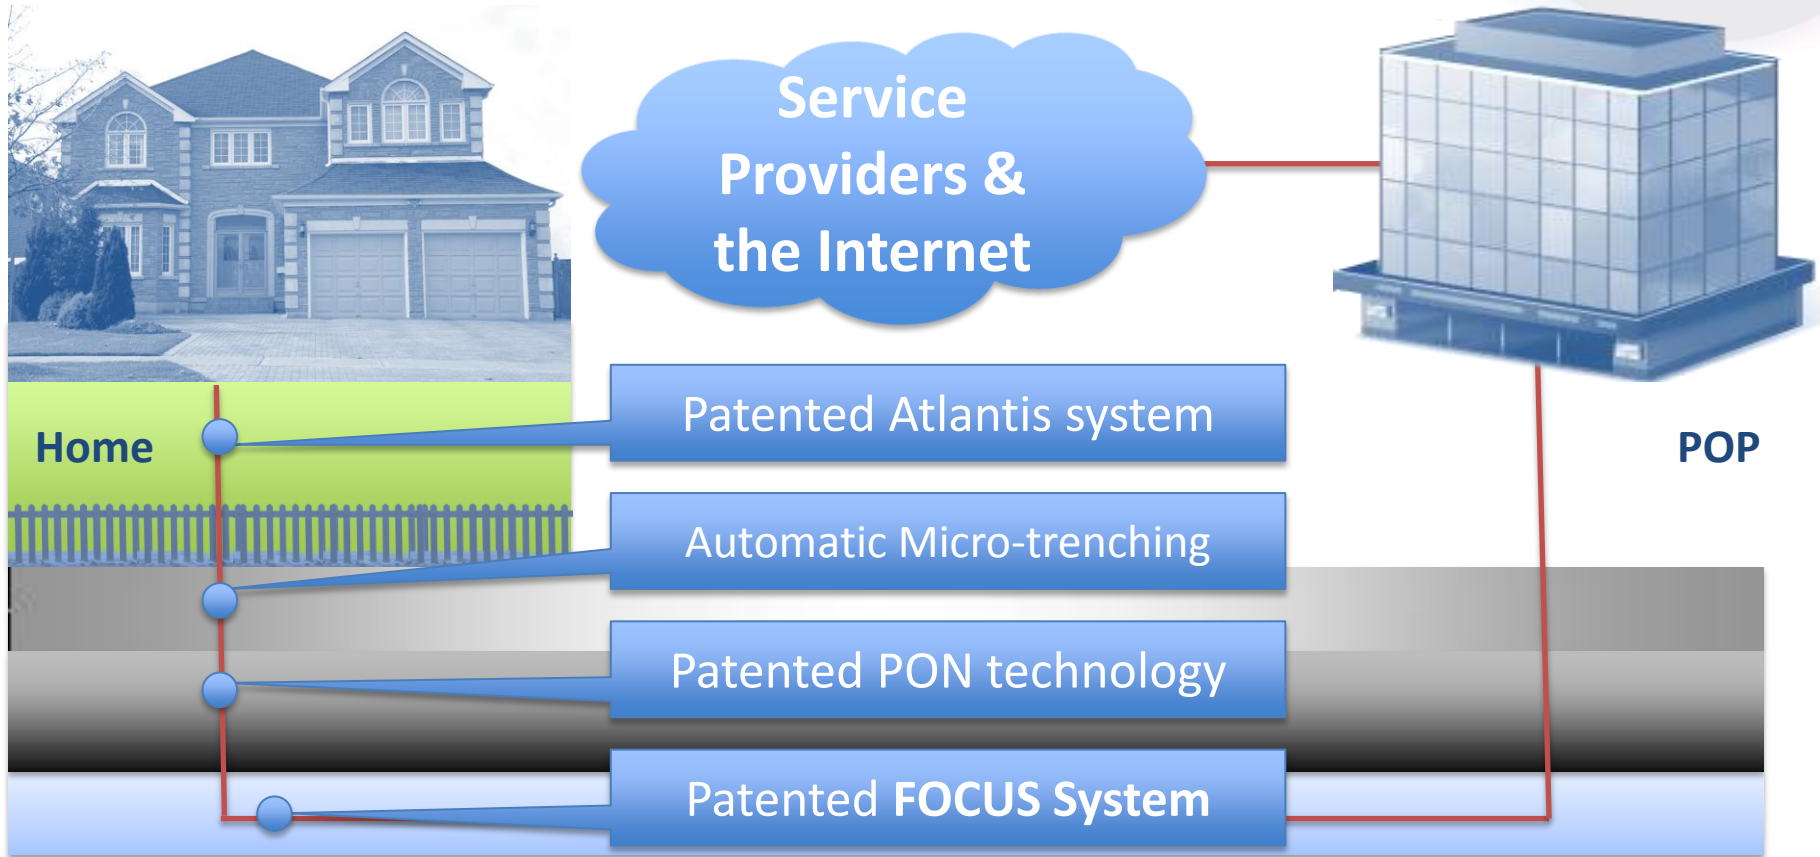 Service
Providers &
the Internet
Patented Atlantis system
Home
POP
Automatic Micro-trenching
Patented PON technology
Patented FOCUS System